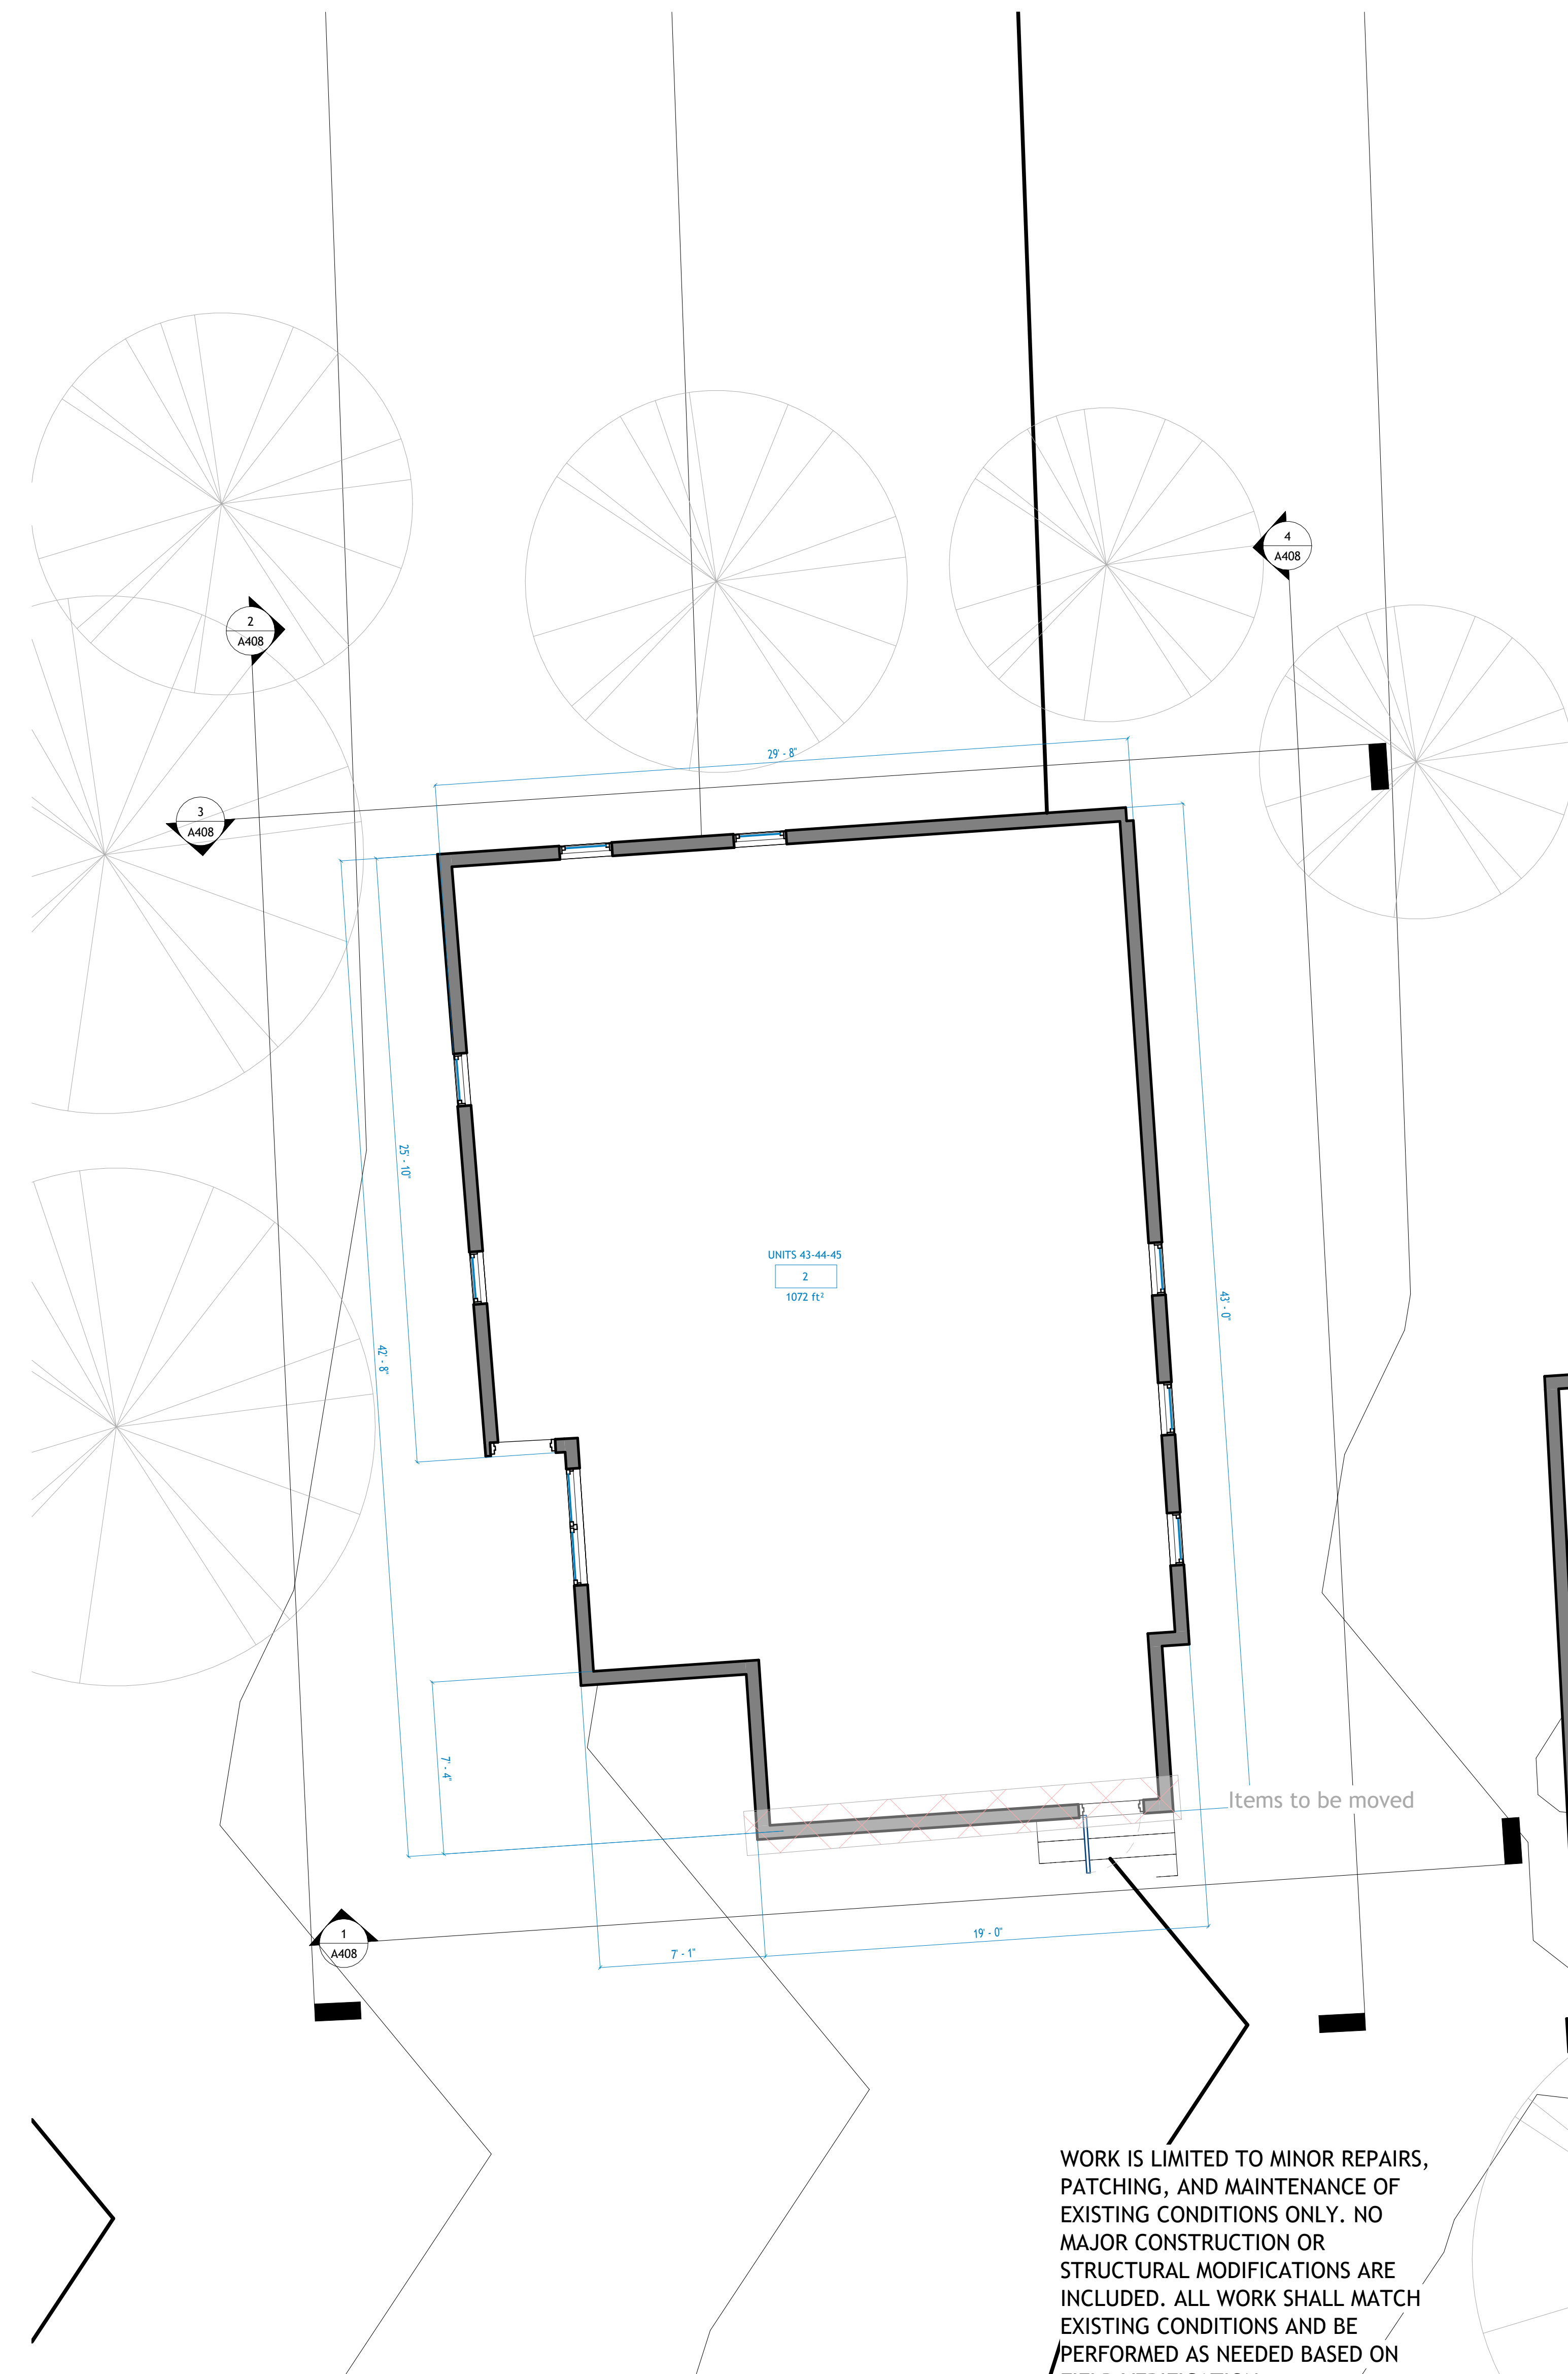 4
A408
2
A408
29' - 8"
3
A408
25' - 10"
UNITS 43-44-45
2
1072 ft²
43' - 0"
42' - 8"
7' - 4"
Items to be moved
1
A408
7' - 1"
19' - 0"
WORK IS LIMITED TO MINOR REPAIRS,
PATCHING, AND MAINTENANCE OF
EXISTING CONDITIONS ONLY. NO
MAJOR CONSTRUCTION OR
STRUCTURAL MODIFICATIONS ARE
INCLUDED. ALL WORK SHALL MATCH
EXISTING CONDITIONS AND BE
PERFORMED AS NEEDED BASED ON